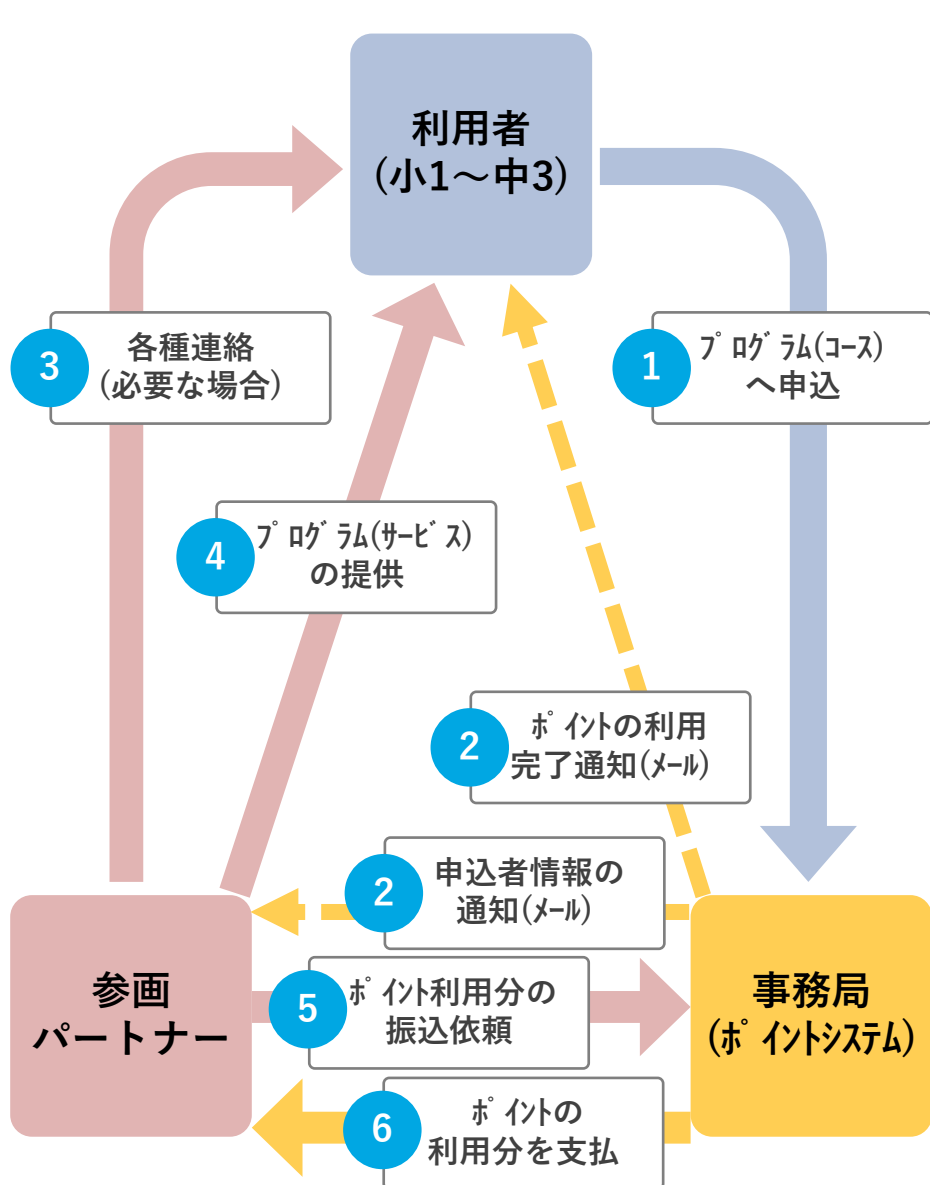 利用者
(小1～中3)
3
各種連絡
(必要な場合)
1
ﾌﾟﾛｸﾞﾗﾑ(ｺｰｽ)
へ申込
4
ﾌﾟﾛｸﾞﾗﾑ(ｻｰﾋﾞｽ)
の提供
2
ﾎﾟｲﾝﾄの利用
完了通知(ﾒｰﾙ)
2
申込者情報の
通知(ﾒｰﾙ)
参画
パートナー
5
ﾎﾟｲﾝﾄ利用分の
振込依頼
事務局
(ﾎﾟｲﾝﾄｼｽﾃﾑ)
6
ﾎﾟｲﾝﾄの
利用分を支払